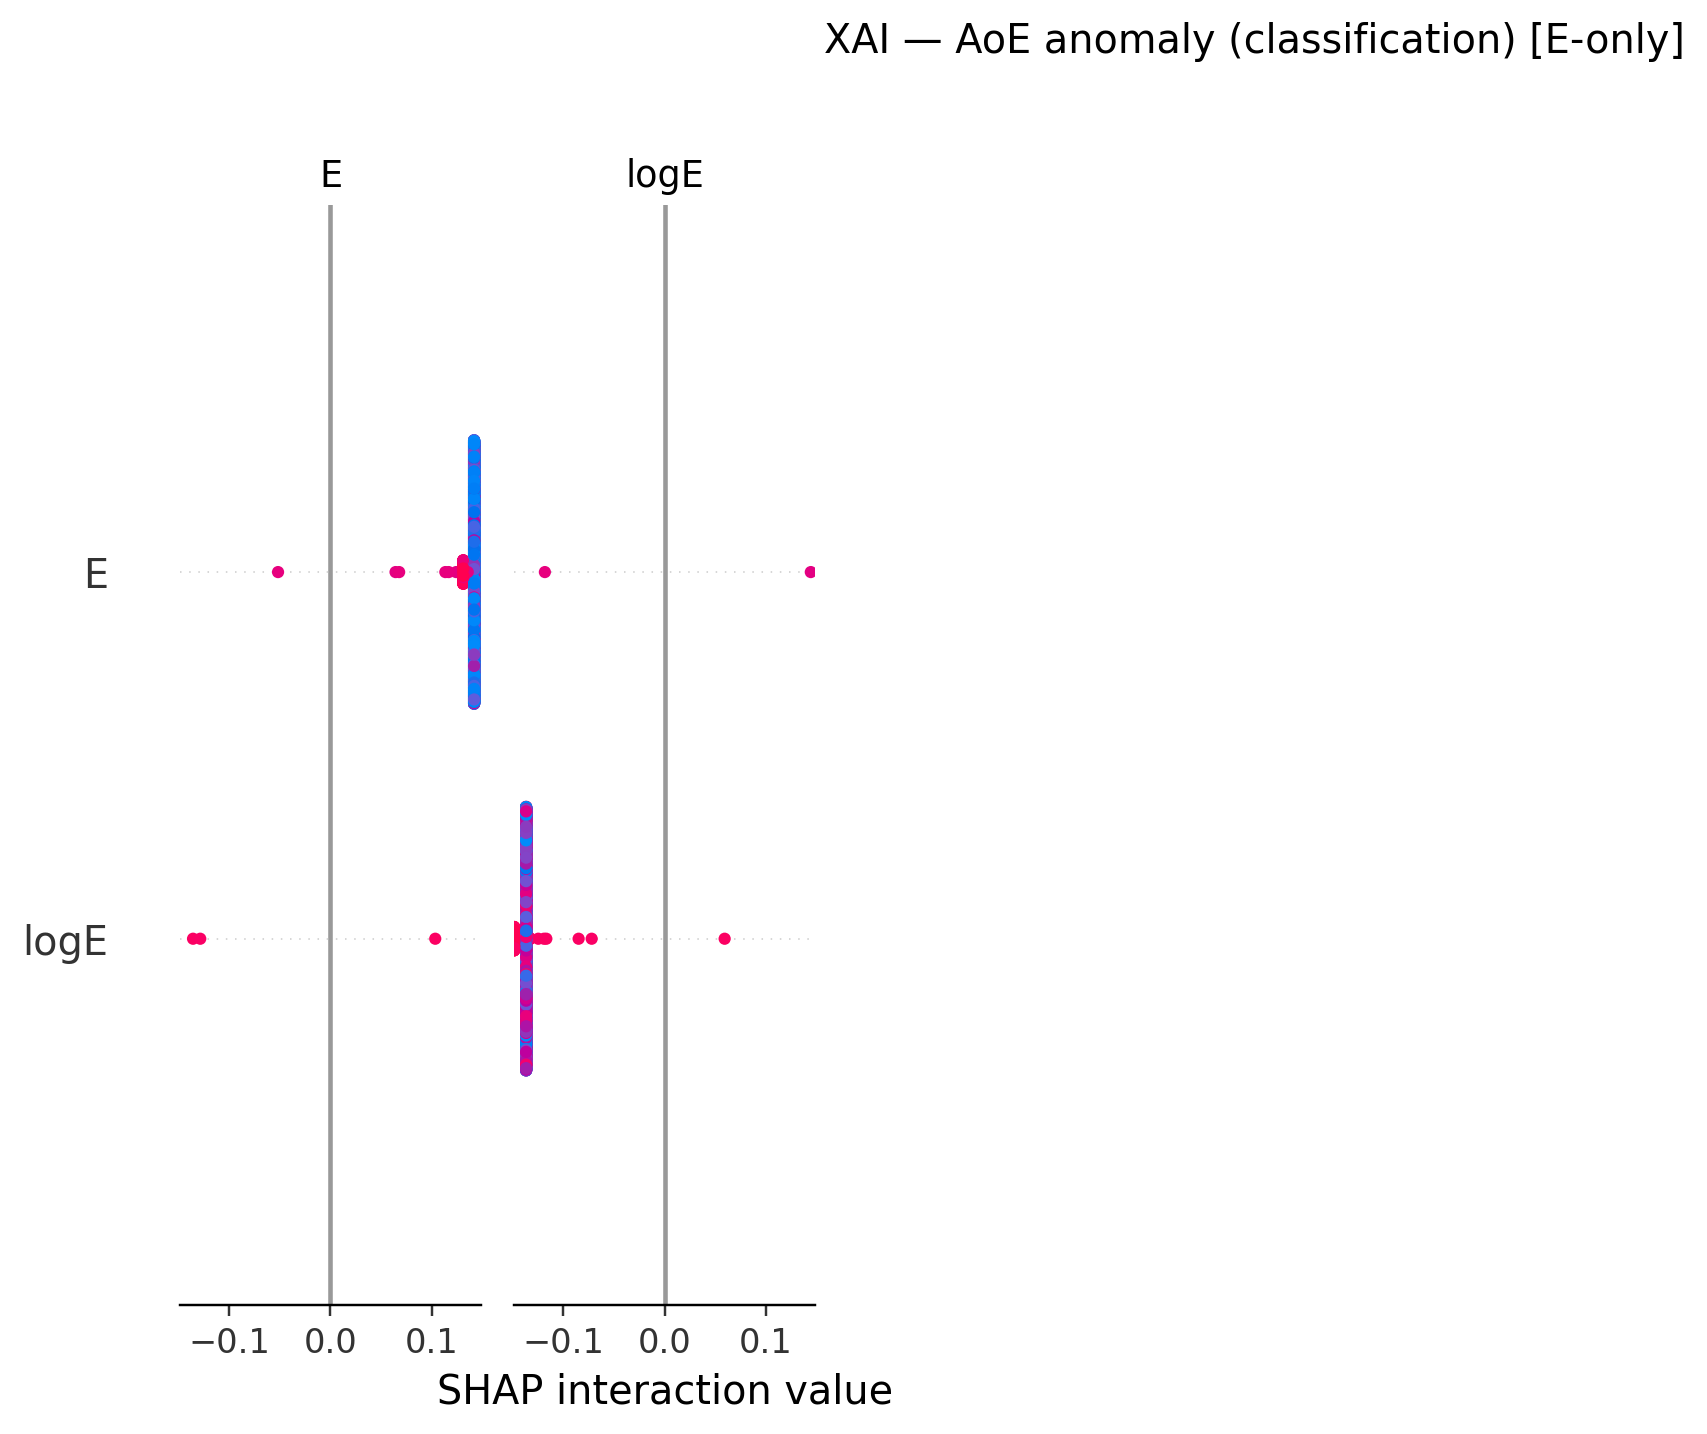 XAI — AoE anomaly (classification) [E-only]
E logE
E
logE
−0.1 0.0 0.1 −0.1 0.0 0.1
SHAP interaction value